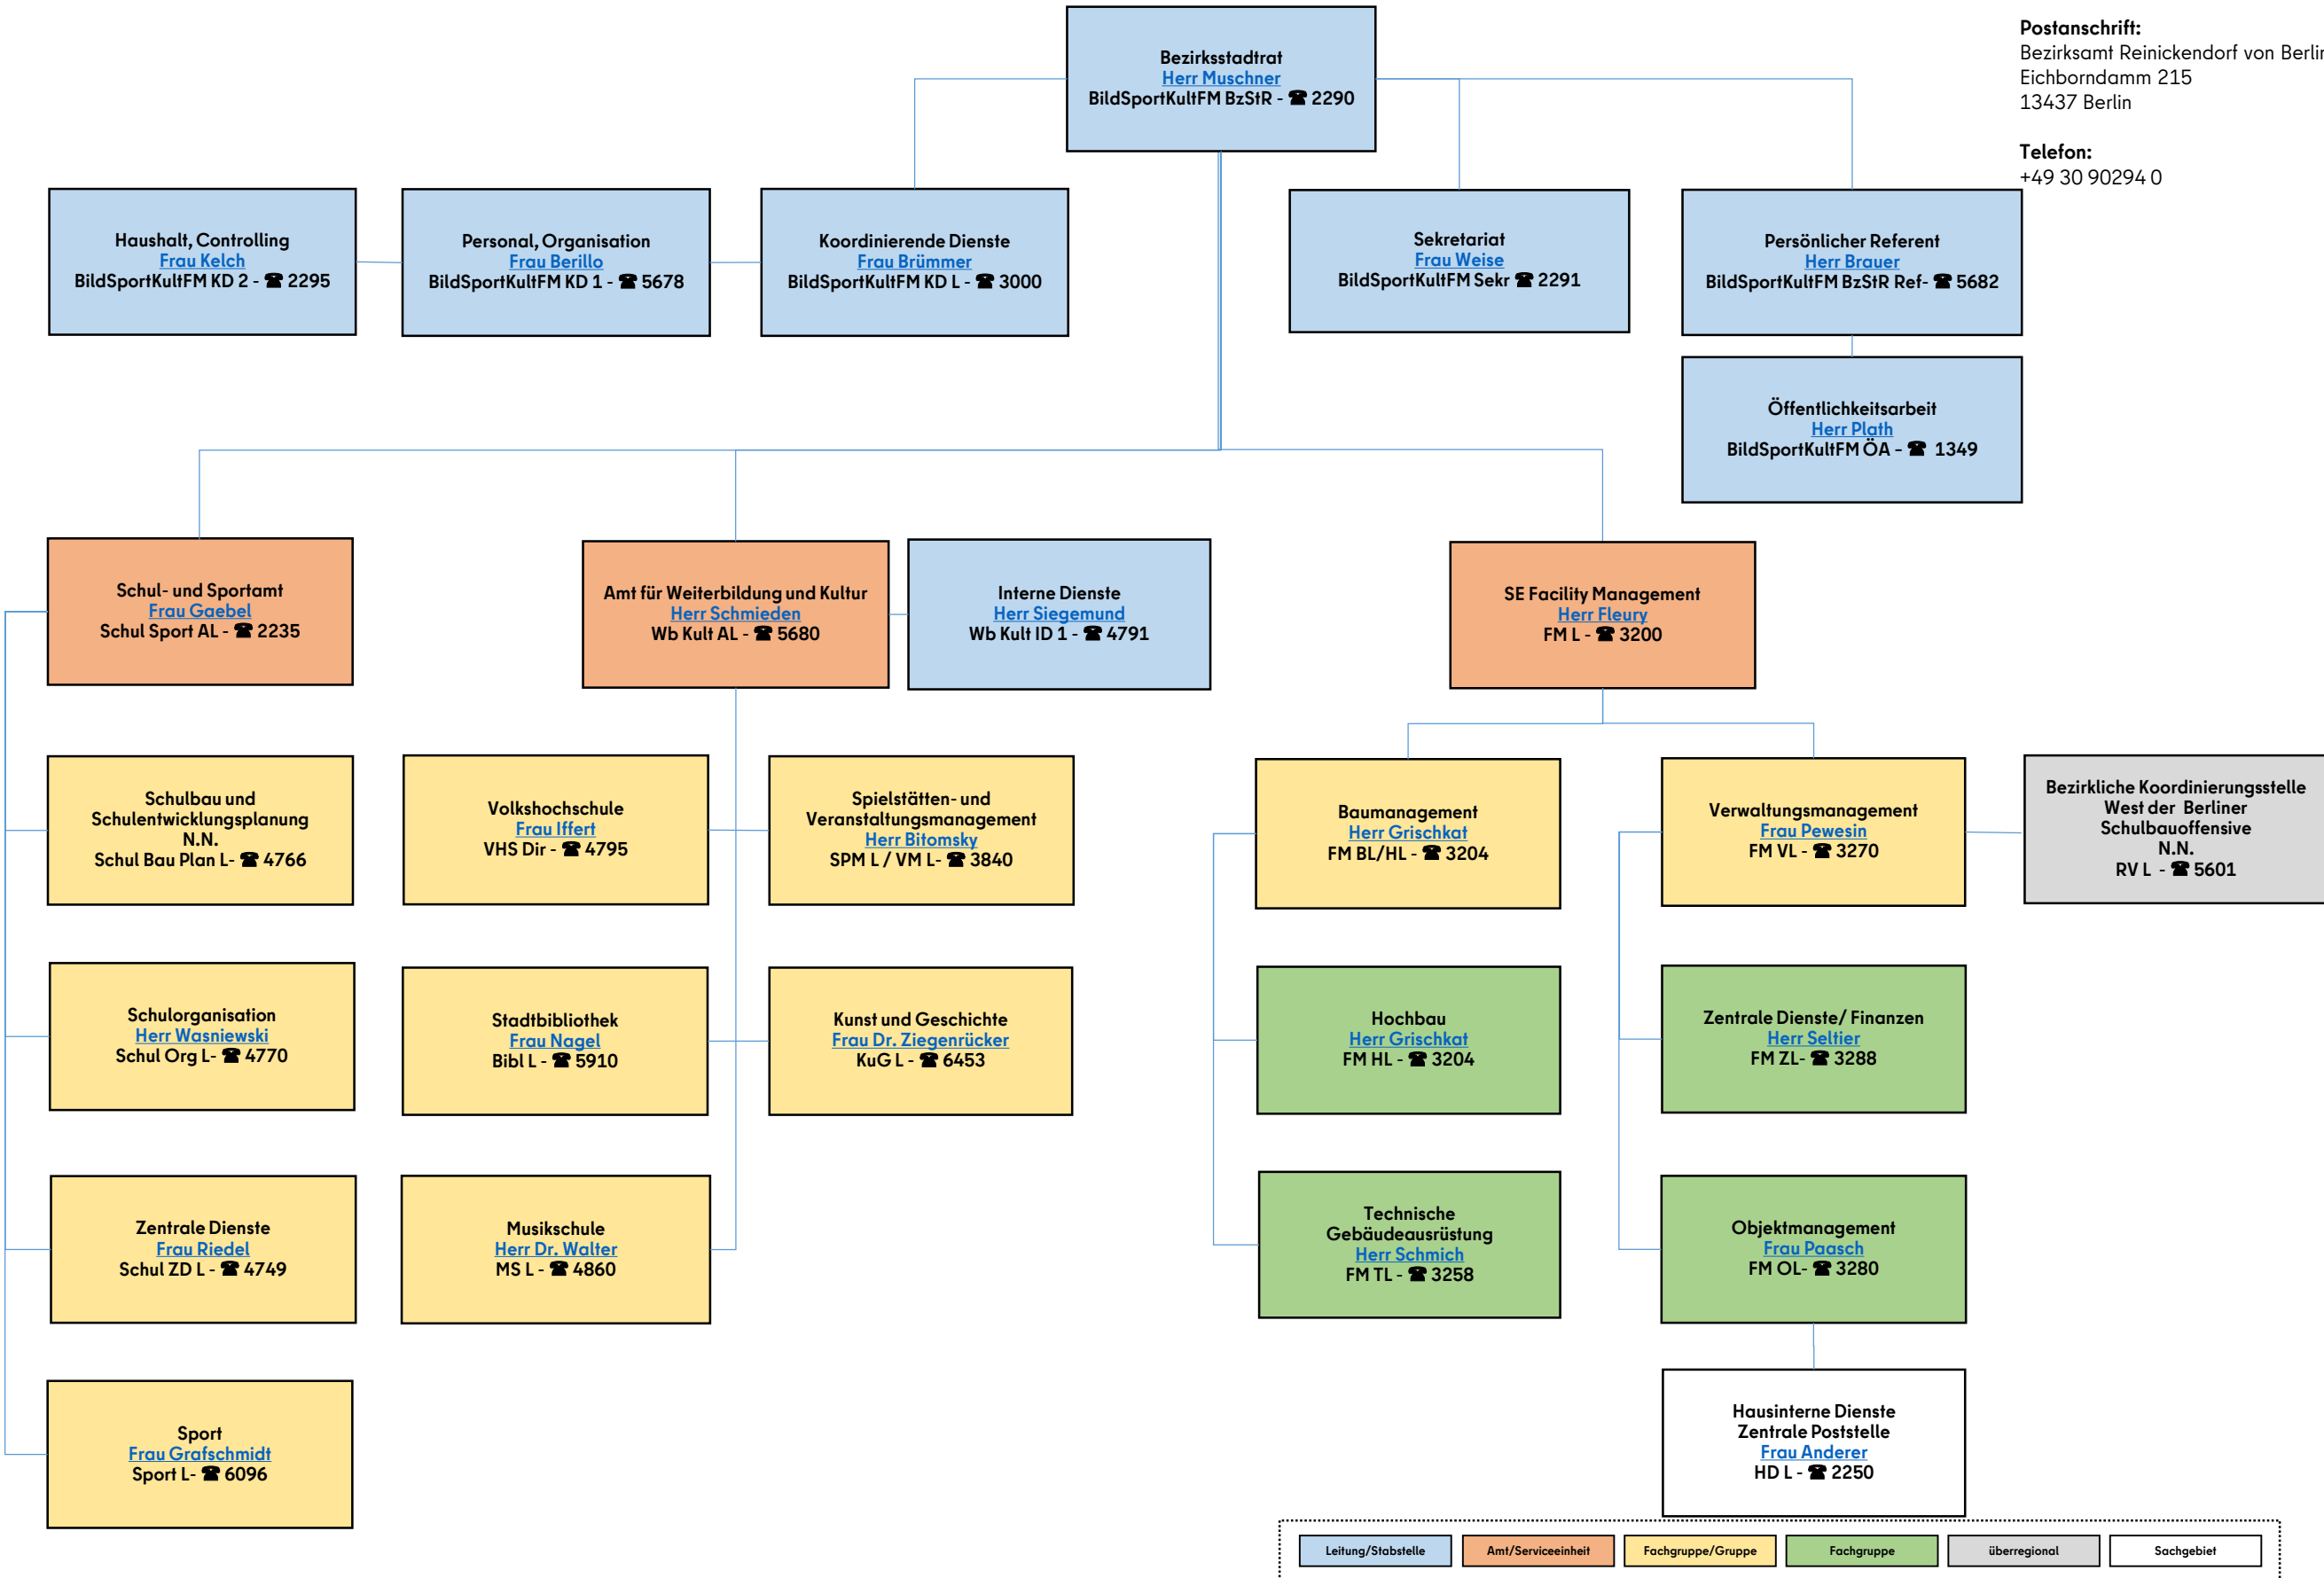 Postanschrift:
Bezirksamt Reinickendorf von Berlin
Eichborndamm 215
13437 Berlin
Telefon:
+49 30 90294 0
Bezirksstadtrat
Herr Muschner
BildSportKultFM BzStR - ☎ 2290
Haushalt, Controlling
Frau Kelch
BildSportKultFM KD 2 - ☎ 2295
Personal, Organisation
Frau Berillo
BildSportKultFM KD 1 - ☎ 5678
Koordinierende Dienste
Frau Brümmer
BildSportKultFM KD L - ☎ 3000
Sekretariat
Frau Weise
BildSportKultFM Sekr ☎ 2291
Persönlicher Referent
Herr Brauer
BildSportKultFM BzStR Ref- ☎ 5682
Öffentlichkeitsarbeit
Herr Plath
BildSportKultFM ÖA - ☎ 1349
Schul- und Sportamt
Frau Gaebel
Schul Sport AL - ☎ 2235
Amt für Weiterbildung und Kultur
Herr Schmieden
Wb Kult AL - ☎ 5680
Interne Dienste
Herr Siegemund
Wb Kult ID 1 - ☎ 4791
SE Facility Management
Herr Fleury
FM L - ☎ 3200
Schulbau und
Schulentwicklungsplanung
N.N.
Schul Bau Plan L- ☎ 4766
Volkshochschule
Frau Iffert
VHS Dir - ☎ 4795
Spielstätten- und
Veranstaltungsmanagement
Herr Bitomsky
SPM L / VM L- ☎ 3840
Baumanagement
Herr Grischkat
FM BL/HL - ☎ 3204
Verwaltungsmanagement
Frau Pewesin
FM VL - ☎ 3270
Bezirkliche Koordinierungsstelle
West der Berliner
Schulbauoffensive
N.N.
RV L - ☎ 5601
Schulorganisation
Herr Wasniewski
Schul Org L- ☎ 4770
Stadtbibliothek
Frau Nagel
Bibl L - ☎ 5910
Kunst und Geschichte
Frau Dr. Ziegenrücker
KuG L - ☎ 6453
Hochbau
Herr Grischkat
FM HL - ☎ 3204
Zentrale Dienste/ Finanzen
Herr Seltier
FM ZL- ☎ 3288
Zentrale Dienste
Frau Riedel
Schul ZD L - ☎ 4749
Musikschule
Herr Dr. Walter
MS L - ☎ 4860
Technische
Gebäudeausrüstung
Herr Schmich
FM TL - ☎ 3258
Objektmanagement
Frau Paasch
FM OL- ☎ 3280
Sport
Frau Grafschmidt
Sport L- ☎ 6096
Hausinterne Dienste
Zentrale Poststelle
Frau Anderer
HD L - ☎ 2250
Leitung/Stabstelle
Amt/Serviceeinheit
Fachgruppe/Gruppe
Fachgruppe
überregional
Sachgebiet